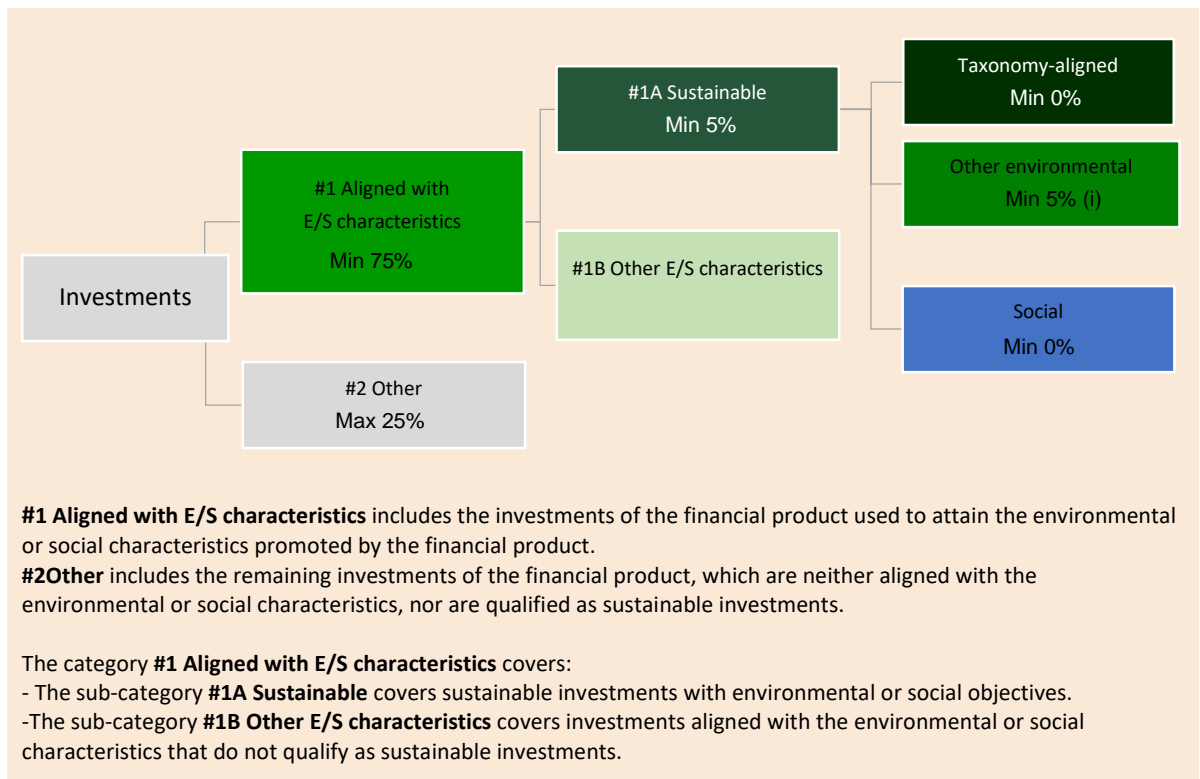 Investments
#1 Aligned with
E/S characteristics
Min 75%
#2 Other
Max 25%
#1A Sustainable
Min 5%
#1B Other E/S characteristics
Taxonomy-aligned
Min 0%
Other environmental
Min 5% (i)
Social
Min 0%
#1 Aligned with E/S characteristics includes the investments of the financial product used to attain the environmental
or social characteristics promoted by the financial product.
#2Other includes the remaining investments of the financial product, which are neither aligned with the
environmental or social characteristics, nor are qualified as sustainable investments.
The category #1 Aligned with E/S characteristics covers:
- The sub-category #1A Sustainable covers sustainable investments with environmental or social objectives.
-The sub-category #1B Other E/S characteristics covers investments aligned with the environmental or social
characteristics that do not qualify as sustainable investments.